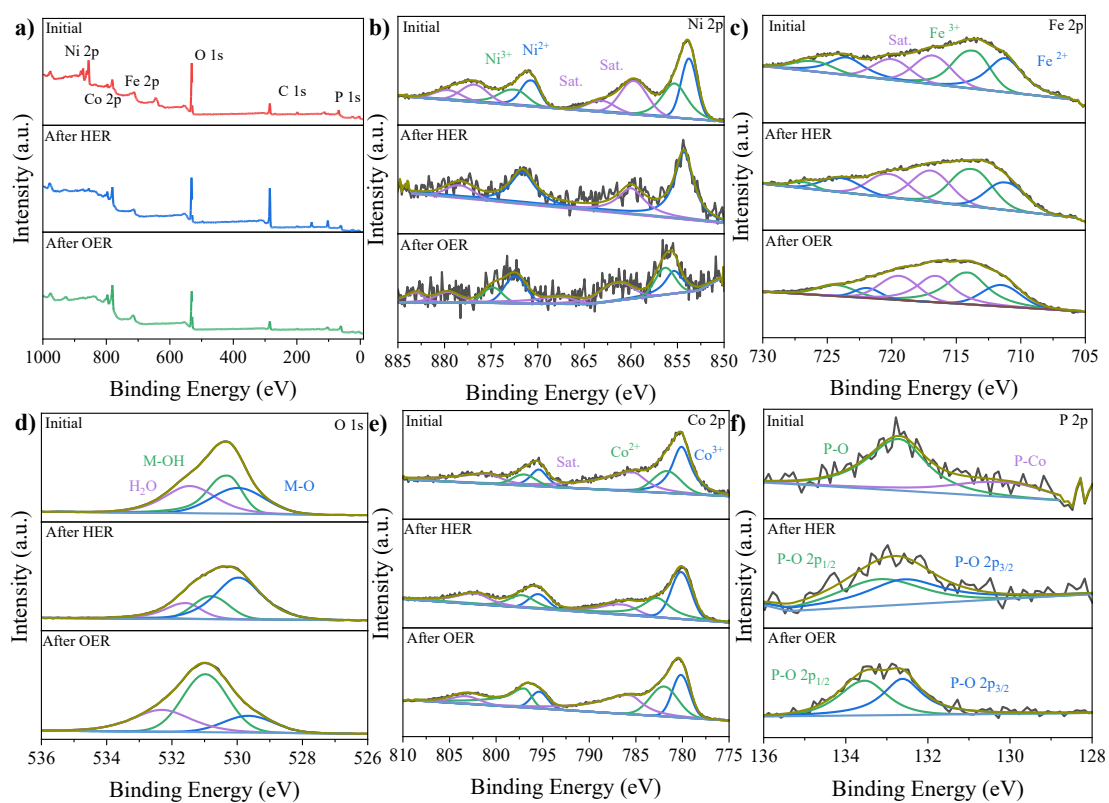 a)
Initial
Ni 2p
Co 2p
Fe 2p
O 1s
C 1s
P 1s
After HER
After OER
Intensity (a.u.)
1000 800 600 400 200 0
Binding Energy (eV)
b)
Initial
Ni 2p
Ni³⁺
Ni²⁺
Sat.
Sat.
After HER
After OER
Intensity (a.u.)
885 880 870 860 850
Binding Energy (eV)
c)
Initial
Fe 2p
Sat.
Fe ³⁺
Fe ²⁺
After HER
After OER
Intensity (a.u.)
730 725 720 715 710 705
Binding Energy (eV)
d)
Initial
O 1s
M-OH
H₂O
M-O
After HER
After OER
Intensity (a.u.)
536 534 532 530 528 526
Binding Energy (eV)
e)
Initial
Co 2p
Sat.
Co²⁺
Co³⁺
After HER
After OER
Intensity (a.u.)
810 805 800 795 790 785 780 775
Binding Energy (eV)
f)
Initial
P 2p
P-O
P-Co
After HER
P-O 2p₁/₂
P-O 2p₃/₂
After OER
P-O 2p₁/₂
P-O 2p₃/₂
Intensity (a.u.)
136 134 132 130 128
Binding Energy (eV)